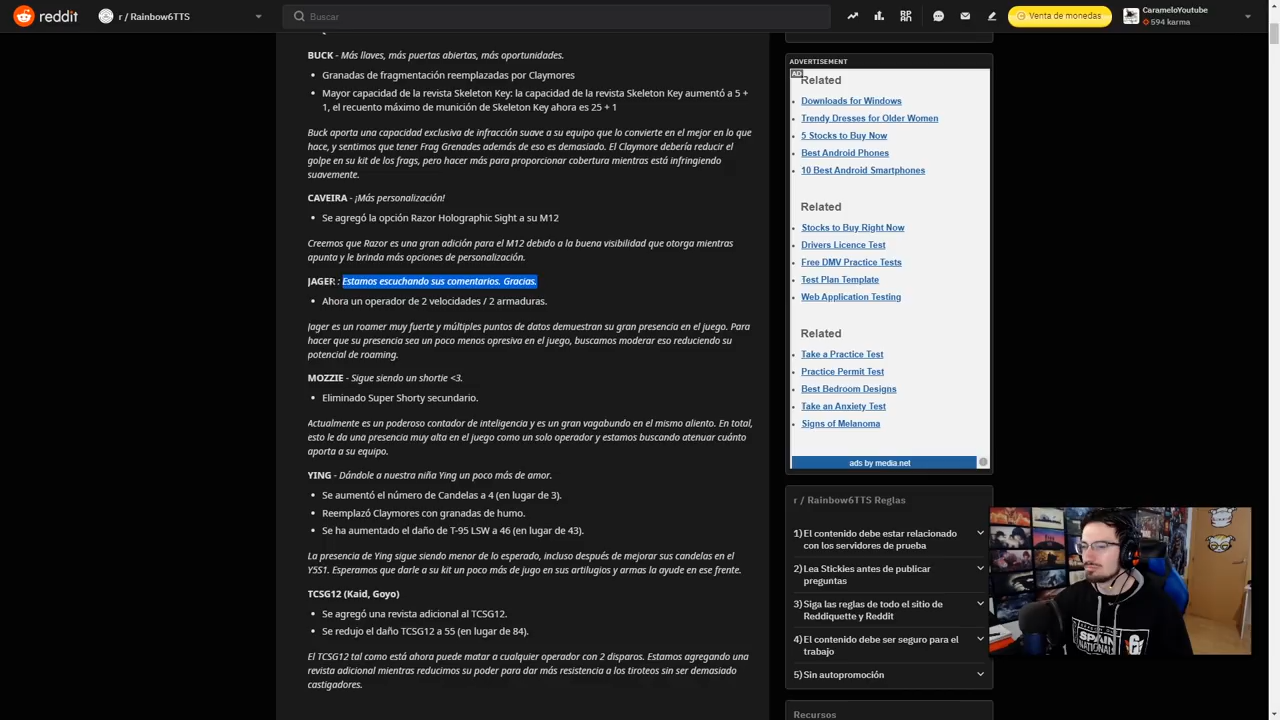 reddit
r / Rainbow6TTS
Buscar
Venta de monedas
CarameloYoutube
594 karma
BUCK - Más llaves, más puertas abiertas, más oportunidades.
• Granadas de fragmentación reemplazadas por Claymores
• Mayor capacidad de la revista Skeleton Key: la capacidad de la revista Skeleton Key aumentó a 5 +
1, el recuento máximo de munición de Skeleton Key ahora es 25 + 1
Buck aporta una capacidad exclusiva de infracción suave a su equipo que lo convierte en el mejor en lo que
hace, y sentimos que tener Frag Grenades además de eso es demasiado. El Claymore debería reducir el
golpe en su kit de los frags, pero hacer más para proporcionar cobertura mientras está infringiendo
suavemente.
CAVEIRA - ¡Más personalización!
• Se agregó la opción Razor Holographic Sight a su M12
Creemos que Razor es una gran adición para el M12 debido a la buena visibilidad que otorga mientras
apunta y le brinda más opciones de personalización.
JAGER : Estamos escuchando sus comentarios. Gracias.
• Ahora un operador de 2 velocidades / 2 armaduras.
Jager es un roamer muy fuerte y múltiples puntos de datos demuestran su gran presencia en el juego. Para
hacer que su presencia sea un poco menos opresiva en el juego, buscamos moderar eso reduciendo su
potencial de roaming.
MOZZIE - Sigue siendo un shortie <3.
• Eliminado Super Shorty secundario.
Actualmente es un poderoso contador de inteligencia y es un gran vagabundo en el mismo aliento. En total,
esto le da una presencia muy alta en el juego como un solo operador y estamos buscando atenuar cuánto
aporta a su equipo.
YING - Dándole a nuestra niña Ying un poco más de amor.
• Se aumentó el número de Candelas a 4 (en lugar de 3).
• Reemplazó Claymores con granadas de humo.
• Se ha aumentado el daño de T-95 LSW a 46 (en lugar de 43).
La presencia de Ying sigue siendo menor de lo esperado, incluso después de mejorar sus candelas en el
Y5S1. Esperamos que darle a su kit un poco más de jugo en sus artilugios y armas la ayude en ese frente.
TCSG12 (Kaid, Goyo)
• Se agregó una revista adicional al TCSG12.
• Se redujo el daño TCSG12 a 55 (en lugar de 84).
El TCSG12 tal como está ahora puede matar a cualquier operador con 2 disparos. Estamos agregando una
revista adicional mientras reducimos su poder para dar más resistencia a los tiroteos sin ser demasiado
castigadores.
ADVERTISEMENT
AD
Related
• Downloads for Windows
• Trendy Dresses for Older Women
• 5 Stocks to Buy Now
• Best Android Phones
• 10 Best Android Smartphones
Related
• Stocks to Buy Right Now
• Drivers Licence Test
• Free DMV Practice Tests
• Test Plan Template
• Web Application Testing
Related
• Take a Practice Test
• Practice Permit Test
• Best Bedroom Designs
• Take an Anxiety Test
• Signs of Melanoma
ads by media.net
r / Rainbow6TTS Reglas
1) El contenido debe estar relacionado
con los servidores de prueba
2) Lea Stickies antes de publicar
preguntas
3) Siga las reglas de todo el sitio de
Reddiquette y Reddit
4) El contenido debe ser seguro para el
trabajo
5) Sin autopromoción
Recursos
SPAIN
NATIONAL